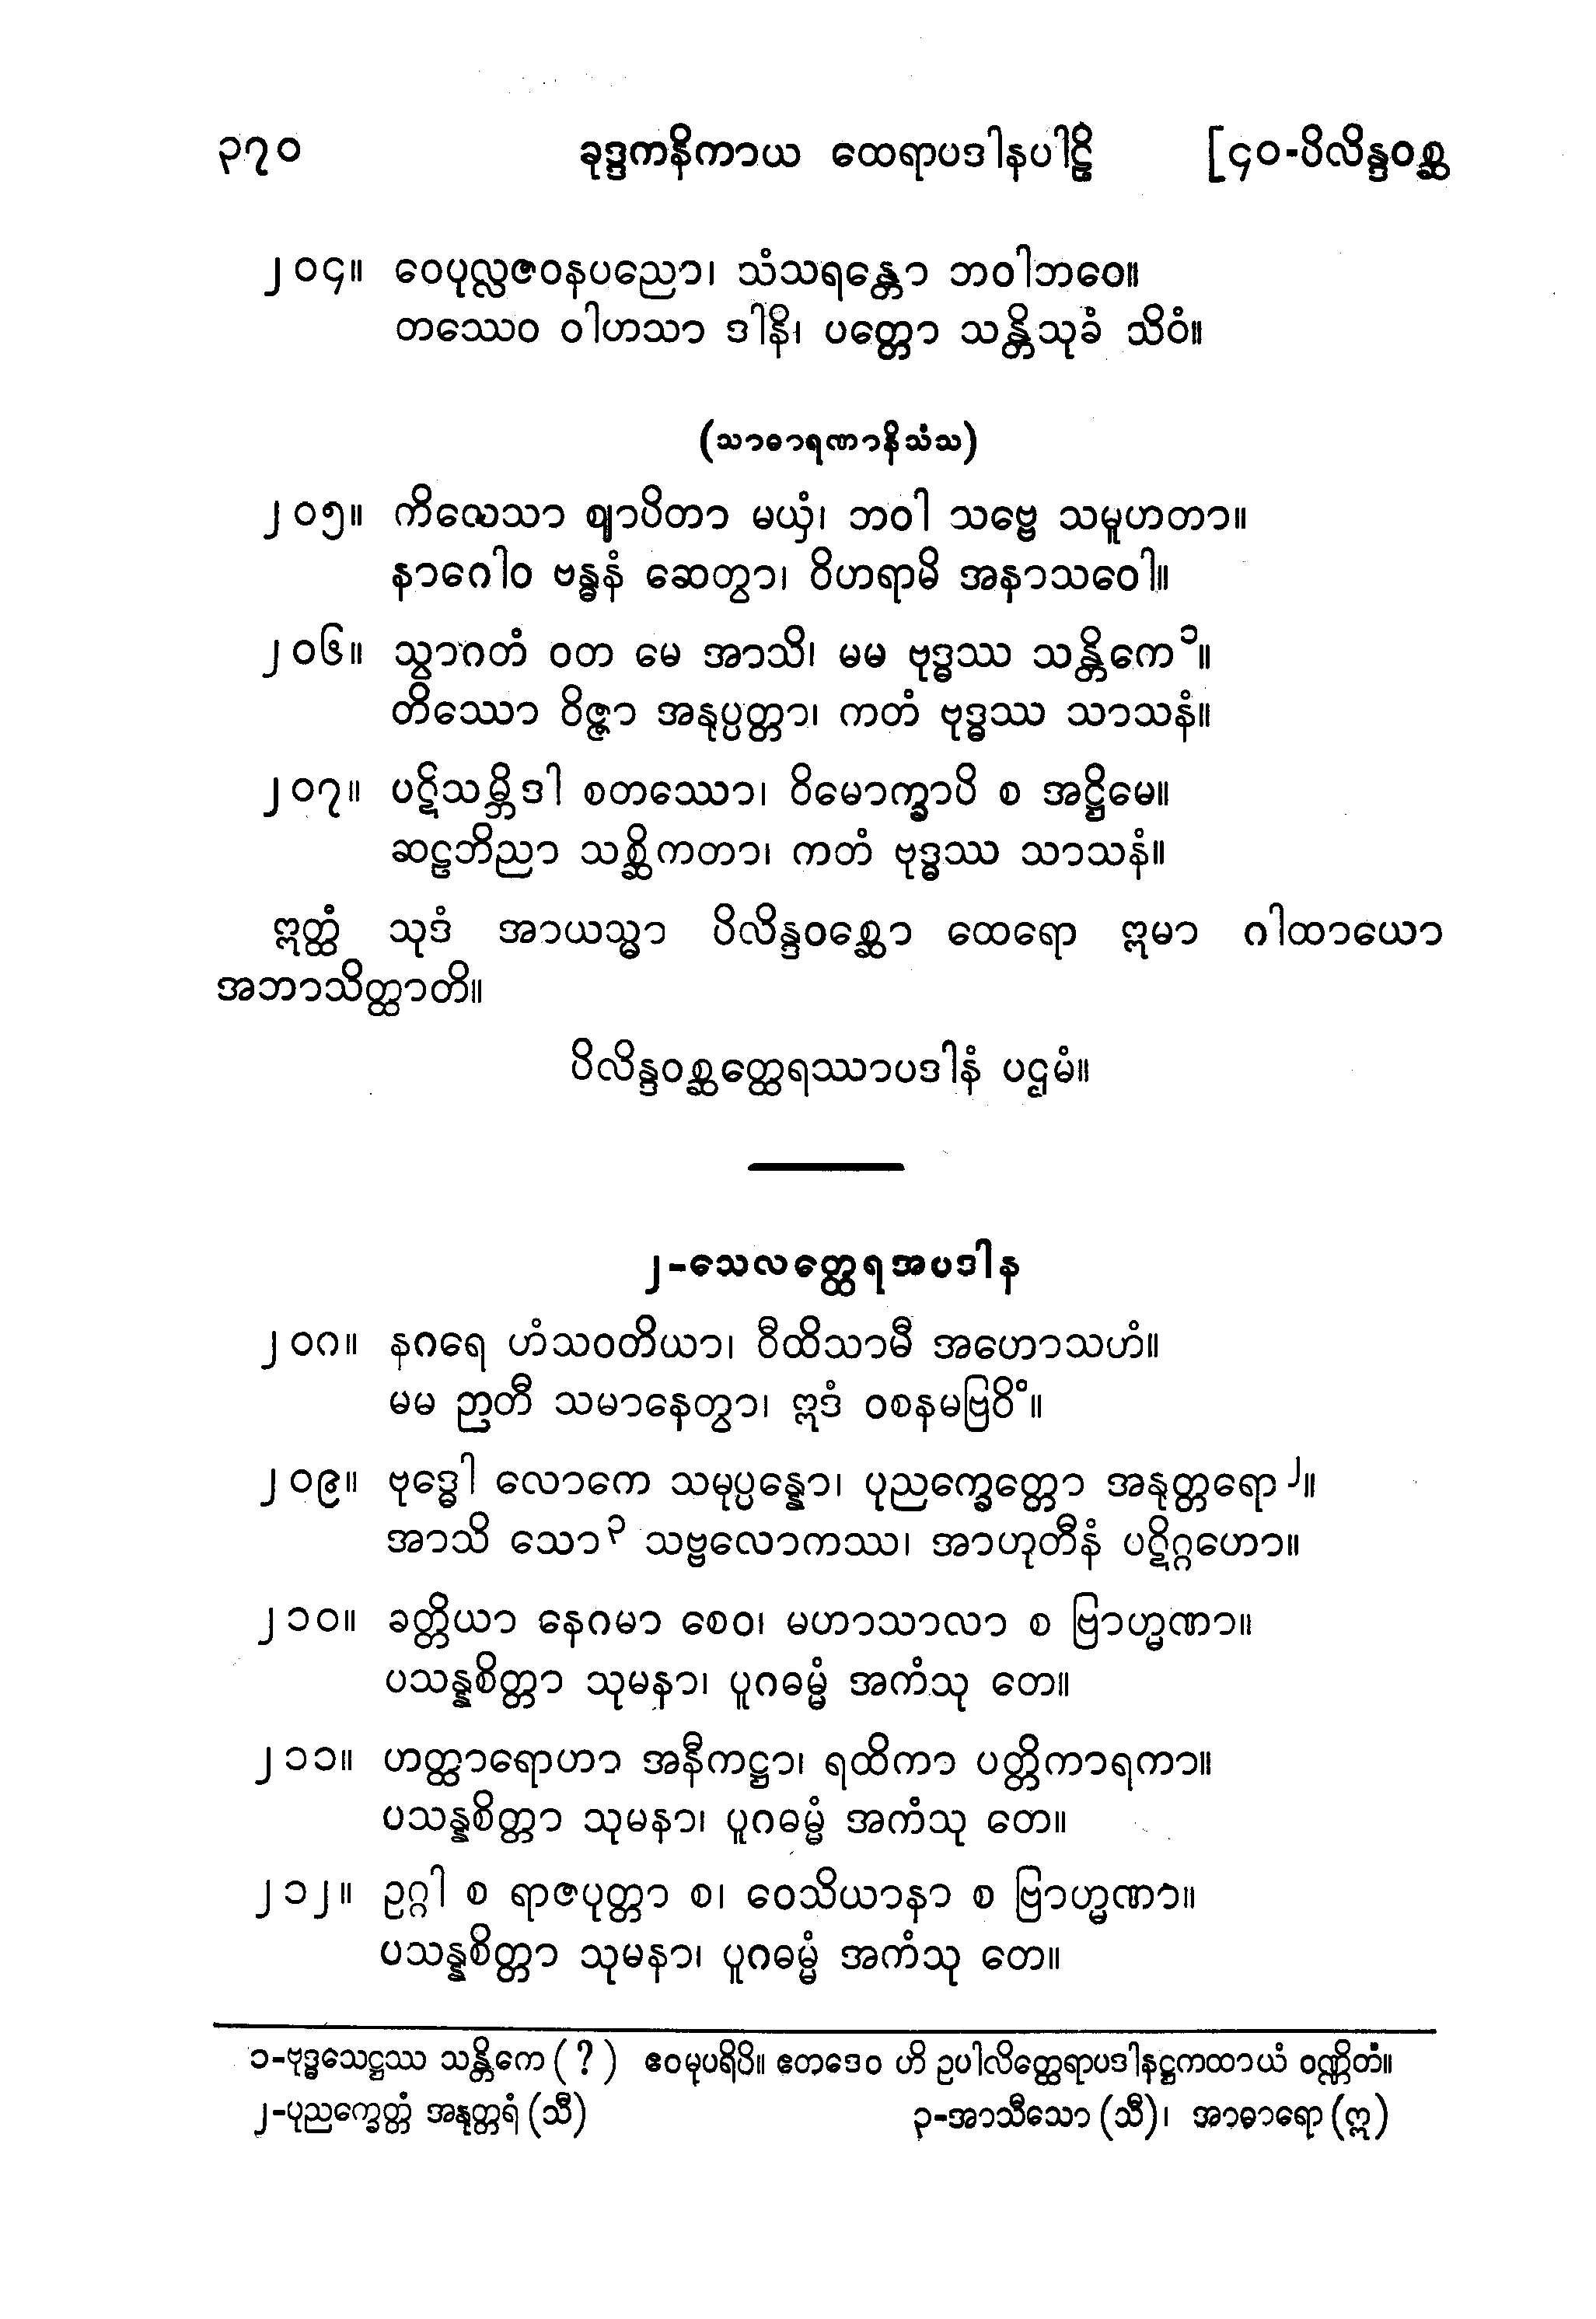 ၃၇၀ ခုဒ္ဒကနိကာယ ထေရာပဒါနပါဠိ [၄၀-ပိလိန္ဒဝစ္ဆ
၂၀၄။ ဝေပုလ္လဇဝနပညော၊ သံသရန္တော ဘဝါဘဝေ။
တဿေဝ ဝါဟသာ ဒါနိ၊ ပတ္တော သန္တိသုခံ သိဝံ။
(သာဓာရဏာနိသံသ)
၂၀၅။ ကိလေသာ ဈာပိတာ မယှံ၊ ဘဝါ သဗ္ဗေ သမူဟတာ။
နာဂေါဝ ဗန္ဓနံ ဆေတွာ၊ ဝိဟရာမိ အနာသဝေါ။
၂၀၆။ သွာဂတံ ဝတ မေ အာသိ၊ မမ ဗုဒ္ဓဿ သန္တိကေ၁။
တိဿော ဝိဇ္ဇာ အနုပ္ပတ္တာ၊ ကတံ ဗုဒ္ဓဿ သာသနံ။
၂၀၇။ ပဋိသမ္ဘိဒါ စတဿော၊ ဝိမောက္ခာပိ စ အဋ္ဌိမေ။
ဆဠဘိညာ သစ္ဆိကတာ၊ ကတံ ဗုဒ္ဓဿ သာသနံ။
ဣတ္ထံ သုဒံ အာယသ္မာ ပိလိန္ဒဝစ္ဆော ထေရော ဣမာ ဂါထာယော
အဘာသိတ္ထာတိ။
ပိလိန္ဒဝစ္ဆတ္ထေရဿာပဒါနံ ပဌမံ။
၂-သေလတ္ထေရအပဒါန
၂၀၈။ နဂရေ ဟံသဝတိယာ၊ ဝီထိသာမီ အဟောသဟံ။
မမ ဉာတီ သမာနေတွာ၊ ဣဒံ ဝစနမဗြဝိံ။
၂၀၉။ ဗုဒ္ဓေါ လောကေ သမုပ္ပန္နော၊ ပုညက္ခေတ္တော အနုတ္တရော၂။
အာသိ သော၃ သဗ္ဗလောကဿ၊ အာဟုတီနံ ပဋိဂ္ဂဟော။
၂၁၀။ ခတ္တိယာ နေဂမာ စေဝ၊ မဟာသာလာ စ ဗြာဟ္မဏာ။
ပသန္နစိတ္တာ သုမနာ၊ ပူဂဓမ္မံ အကံသု တေ။
၂၁၁။ ဟတ္ထာရောဟာ အနီကဋ္ဌာ၊ ရထိကာ ပတ္တိကာရကာ။
ပသန္နစိတ္တာ သုမနာ၊ ပူဂဓမ္မံ အကံသု တေ။
၂၁၂။ ဥဂ္ဂါ စ ရာဇပုတ္တာ စ၊ ဝေသိယာနာ စ ဗြာဟ္မဏာ။
ပသန္နစိတ္တာ သုမနာ၊ ပူဂဓမ္မံ အကံသု တေ။
၁-ဗုဒ္ဓသေဋ္ဌဿ သန္တိကေ (?) ဧဝမုပရိပိ။ ဧတဒေဝ ဟိ ဥပါလိတ္ထေရာပဒါနဋ္ဌကထာယံ ဝဏ္ဏိတံ။
၂-ပုညက္ခေတ္တံ အနုတ္တရံ (သီ) ၃-အာသီသော (သီ)၊ အာဓာရော (ဣ)